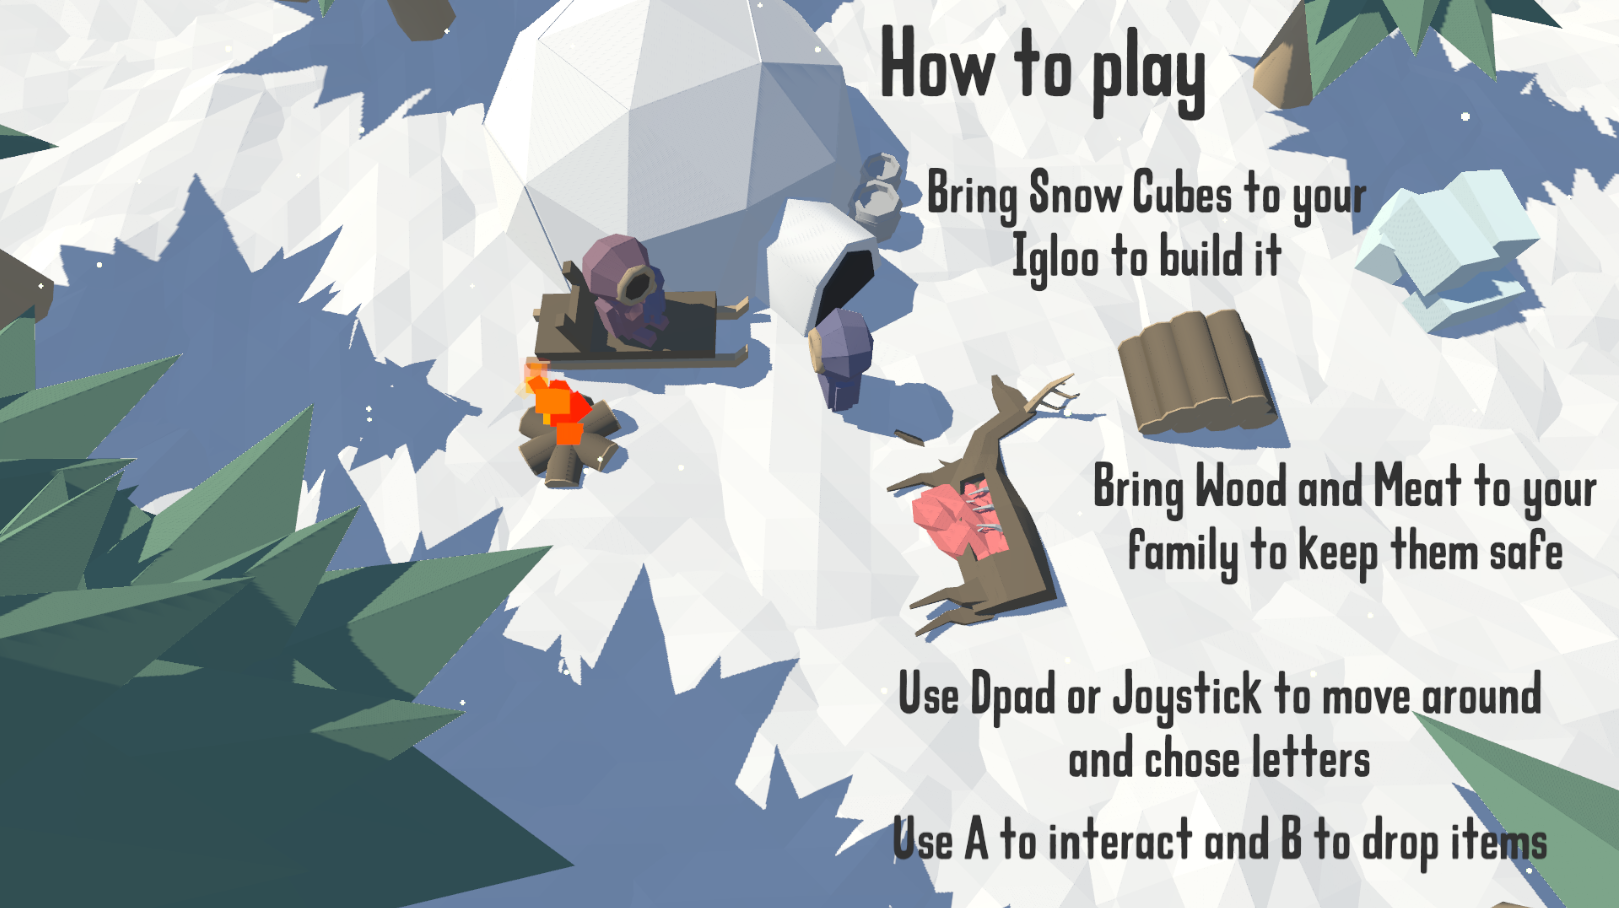 How to play
Bring Snow Cubes to your
Igloo to build it
Bring Wood and Meat to your
family to keep them safe
Use Dpad or Joystick to move around
and chose letters
Use A to interact and B to drop items